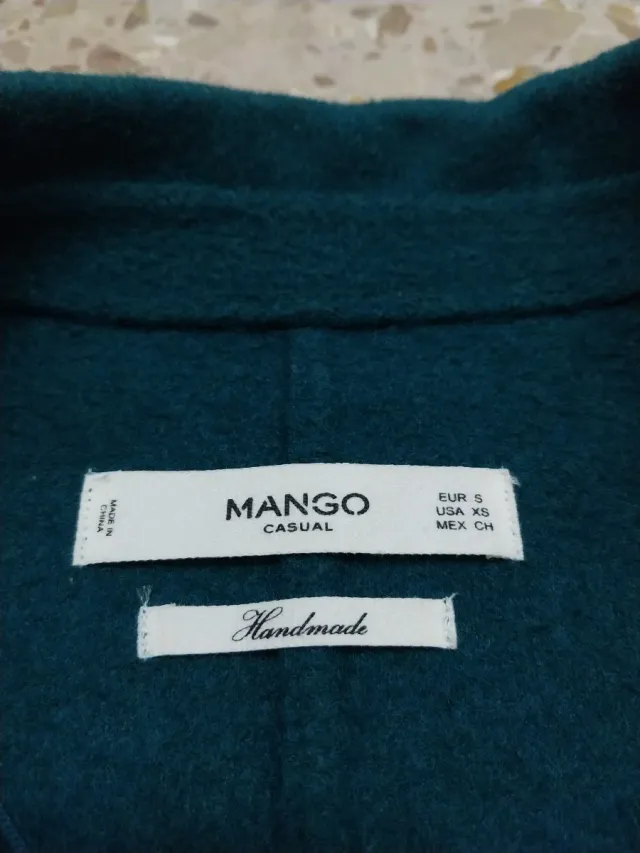 MADE IN
CHINA
MANGO
CASUAL
EUR S
USA XS
MEX CH
Handmade